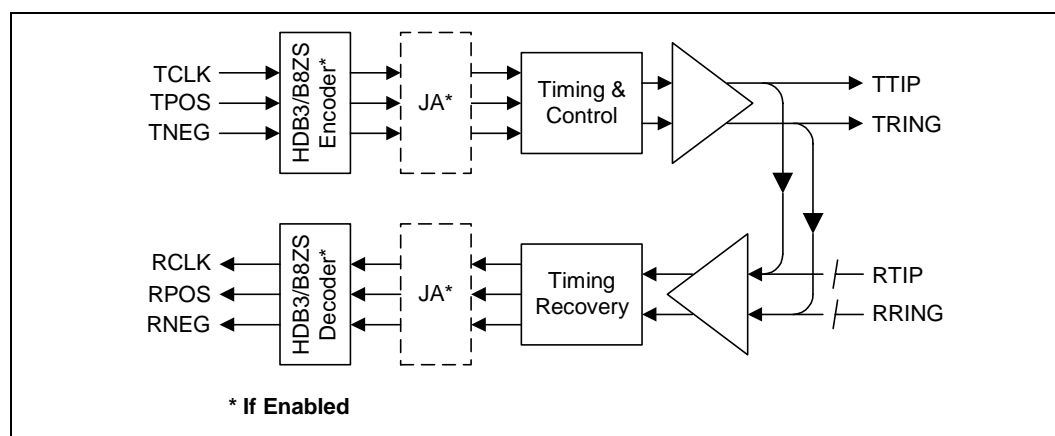 TCLK
TPOS
TNEG
HDB3/B8ZS
Encoder*
JA*
Timing &
Control
TTIP
TRING
RCLK
RPOS
RNEG
HDB3/B8ZS
Decoder*
JA*
Timing
Recovery
RTIP
RRING
* If Enabled